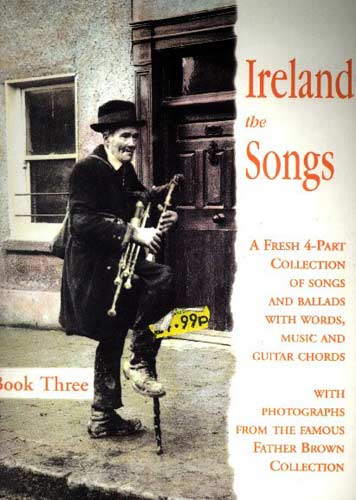 Ireland
the
Songs
A Fresh 4-Part
Collection
of songs
and ballads
with words,
music and
guitar chords
.99p
Book Three
with
photographs
from the famous
Father Brown
Collection